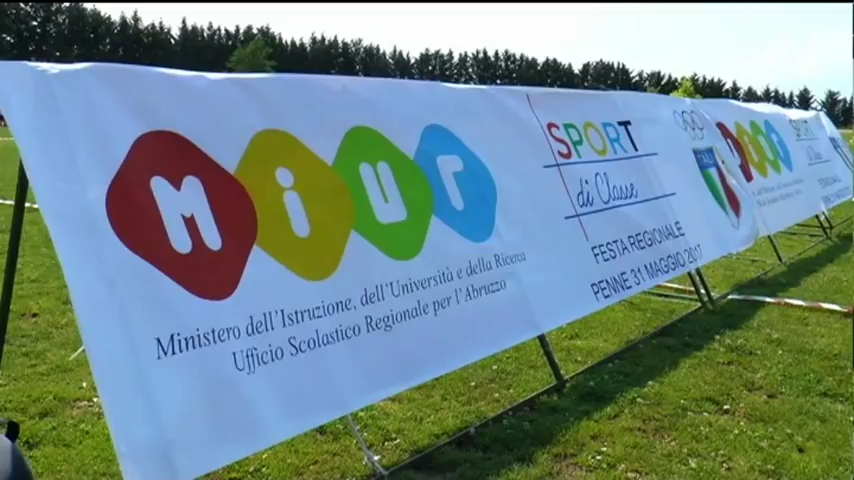 Miur
Ministero dell'Istruzione, dell'Università e della Ricerca
Ufficio Scolastico Regionale per l'Abruzzo
SPORT
di Classe
FESTA REGIONALE
PENNE 31 MAGGIO 2017
ITALIA